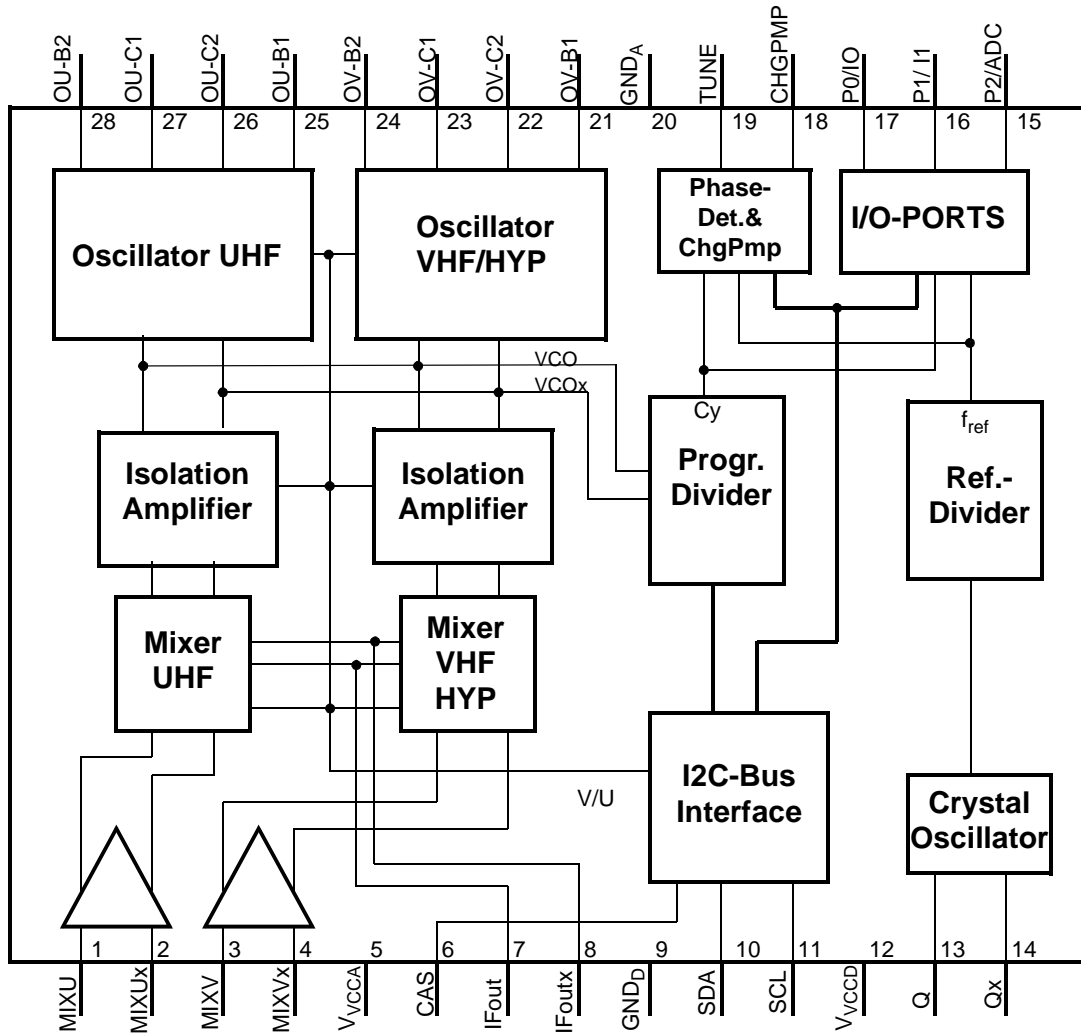 OU-B2
OU-C1
OU-C2
OU-B1
OV-B2
OV-C1
OV-C2
OV-B1
GNDA
TUNE
CHGPMP
P0/IO
P1/ I1
P2/ADC
28
27
26
25
24
23
22
21
20
19
18
17
16
15
Oscillator UHF
Oscillator
VHF/HYP
Phase-
Det.&
ChgPmp
I/O-PORTS
VCO
VCOx
Isolation
Amplifier
Isolation
Amplifier
Cy
Progr.
Divider
fref
Ref.-
Divider
Mixer
UHF
Mixer
VHF
HYP
V/U
I2C-Bus
Interface
Crystal
Oscillator
1
2
3
4
5
6
7
8
9
10
11
12
13
14
MIXU
MIXUx
MIXV
MIXVx
VVCCA
CAS
IFout
IFoutx
GNDD
SDA
SCL
VVCCD
Q
Qx